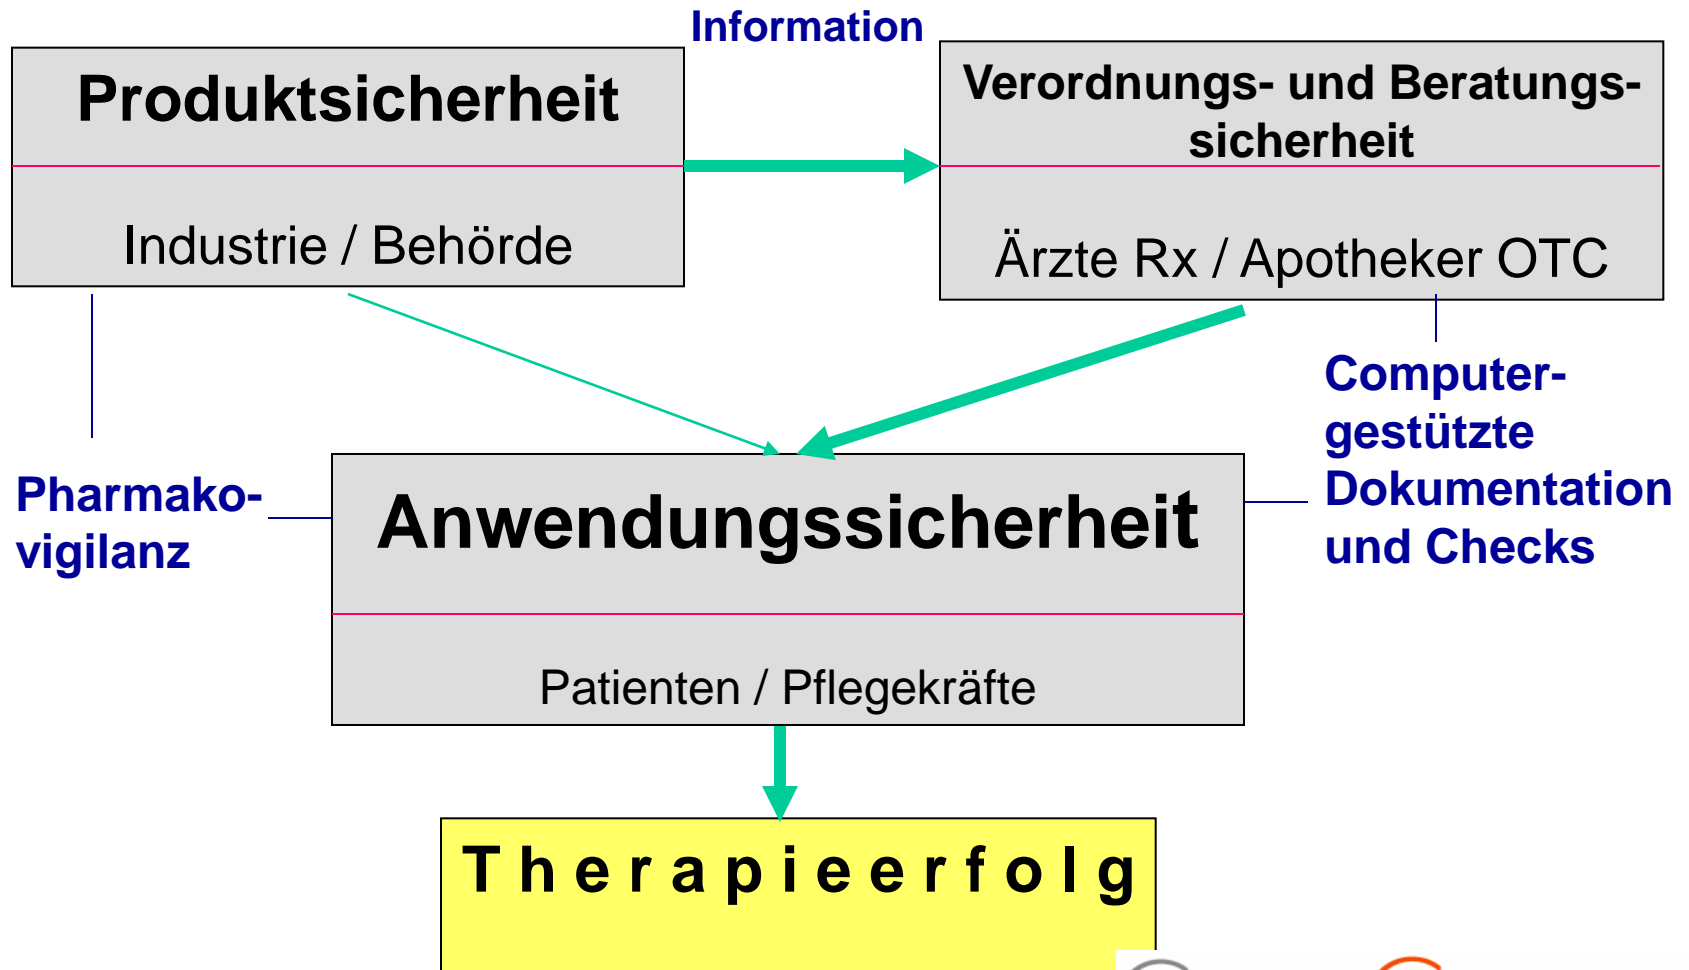 Information
Produktsicherheit
Industrie / Behörde
Verordnungs- und Beratungs-
sicherheit
Ärzte Rx / Apotheker OTC
Computer-
gestützte
Dokumentation
und Checks
Pharmako-
vigilanz
Anwendungssicherheit
Patienten / Pflegekräfte
Therapieerfolg